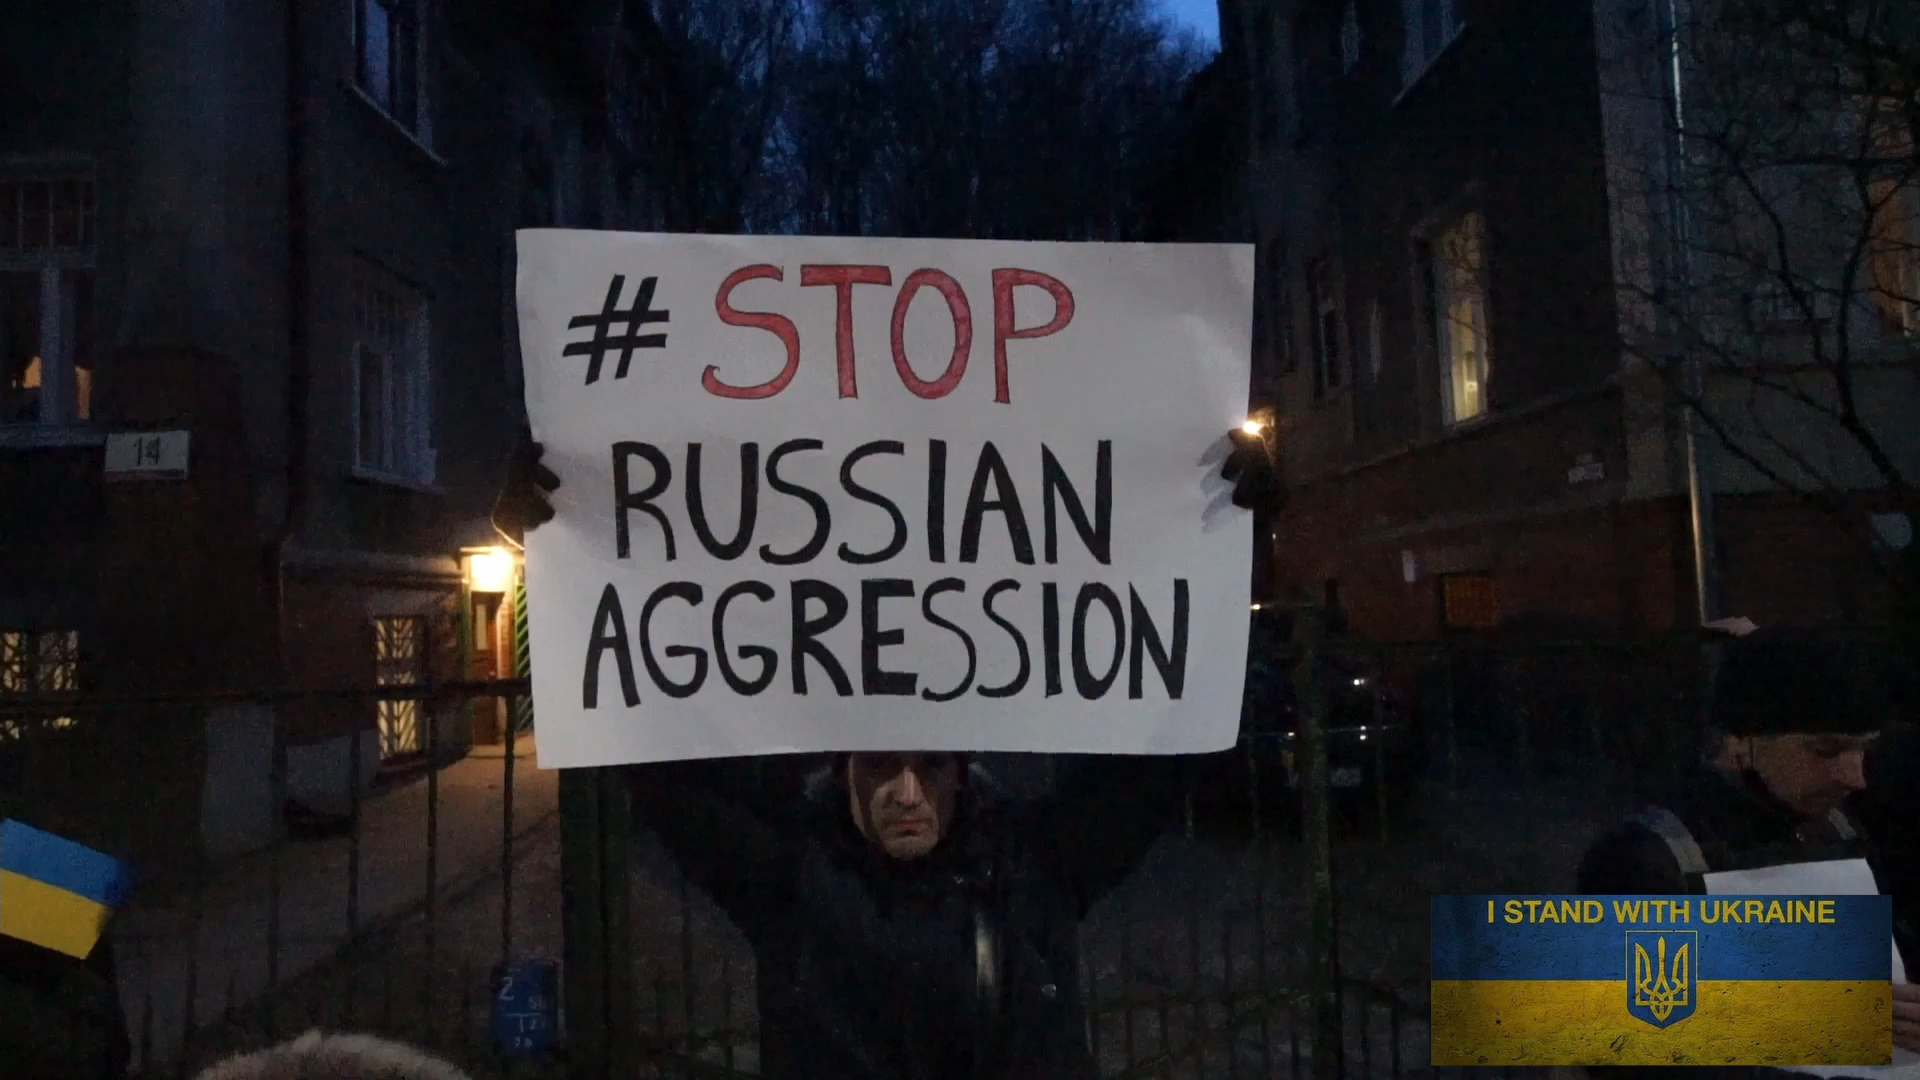 # STOP
RUSSIAN
AGGRESSION
14
I STAND WITH UKRAINE